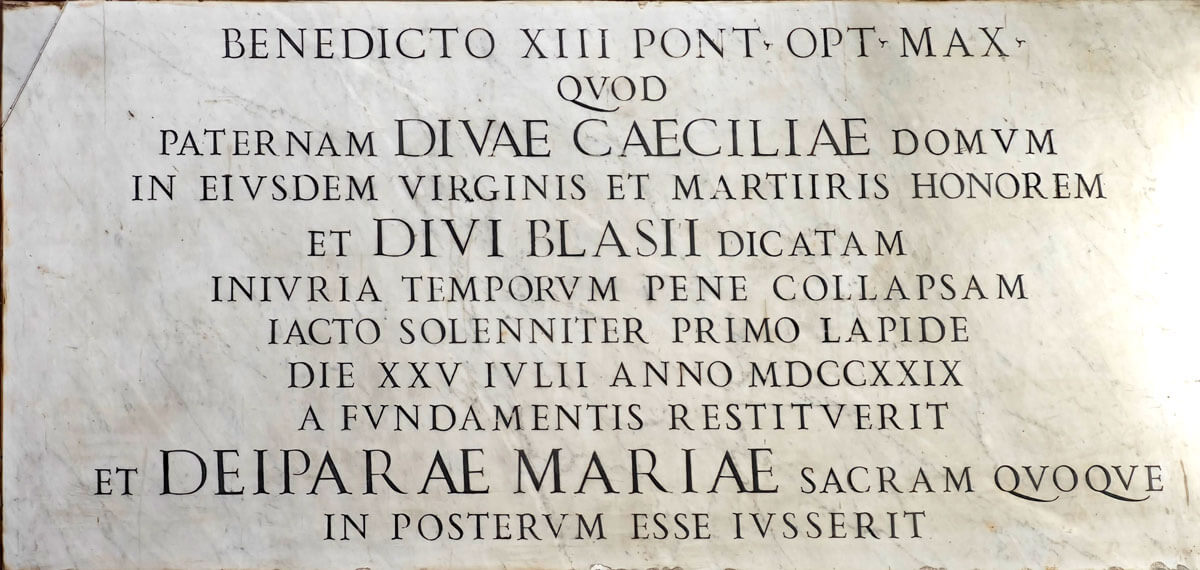 BENEDICTO XIII PONT· OPT· MAX·
QVOD
PATERNAM DIVAE CAECILIAE DOMVM
IN EIVSDEM VIRGINIS ET MARTIIRIS HONOREM
ET DIVI BLASII DICATAM
INIVRIA TEMPORVM PENE COLLAPSAM
IACTO SOLENNITER PRIMO LAPIDE
DIE XXV IVLII ANNO MDCCXXIX
A FVNDAMENTIS RESTITVERIT
ET DEIPARAE MARIAE SACRAM QVOQVE
IN POSTERVM ESSE IVSSERIT